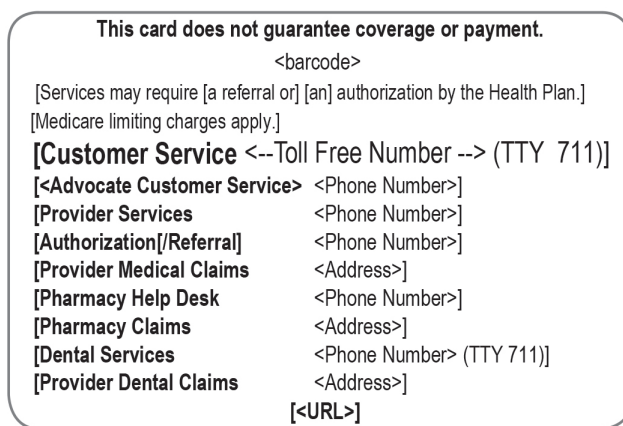 This card does not guarantee coverage or payment.
<barcode>
[Services may require [a referral or] [an] authorization by the Health Plan.]
[Medicare limiting charges apply.]
[Customer Service <--Toll Free Number --> (TTY 711)]
[<Advocate Customer Service> <Phone Number>]
[Provider Services <Phone Number>]
[Authorization[/Referral] <Phone Number>]
[Provider Medical Claims <Address>]
[Pharmacy Help Desk <Phone Number>]
[Pharmacy Claims <Address>]
[Dental Services <Phone Number> (TTY 711)]
[Provider Dental Claims <Address>]
[<URL>]